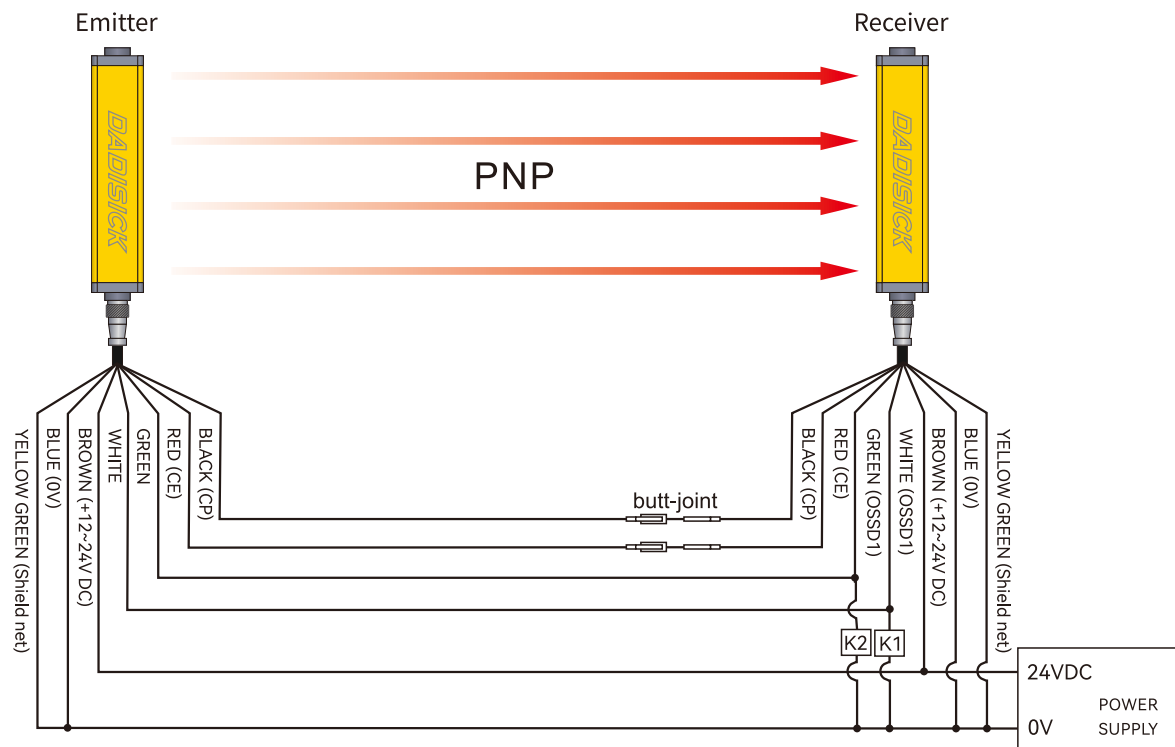 Emitter
Receiver
DADISICK
DADISICK
PNP
YELLOW GREEN (Shield net)
BLUE (0V)
BROWN (+12~24V DC)
WHITE
GREEN
RED (CE)
BLACK (CP)
butt-joint
BLACK (CP)
RED (CE)
GREEN (OSSD1)
WHITE (OSSD1)
BROWN (+12~24V DC)
BLUE (0V)
YELLOW GREEN (Shield net)
K2
K1
24VDC
POWER
0V
SUPPLY